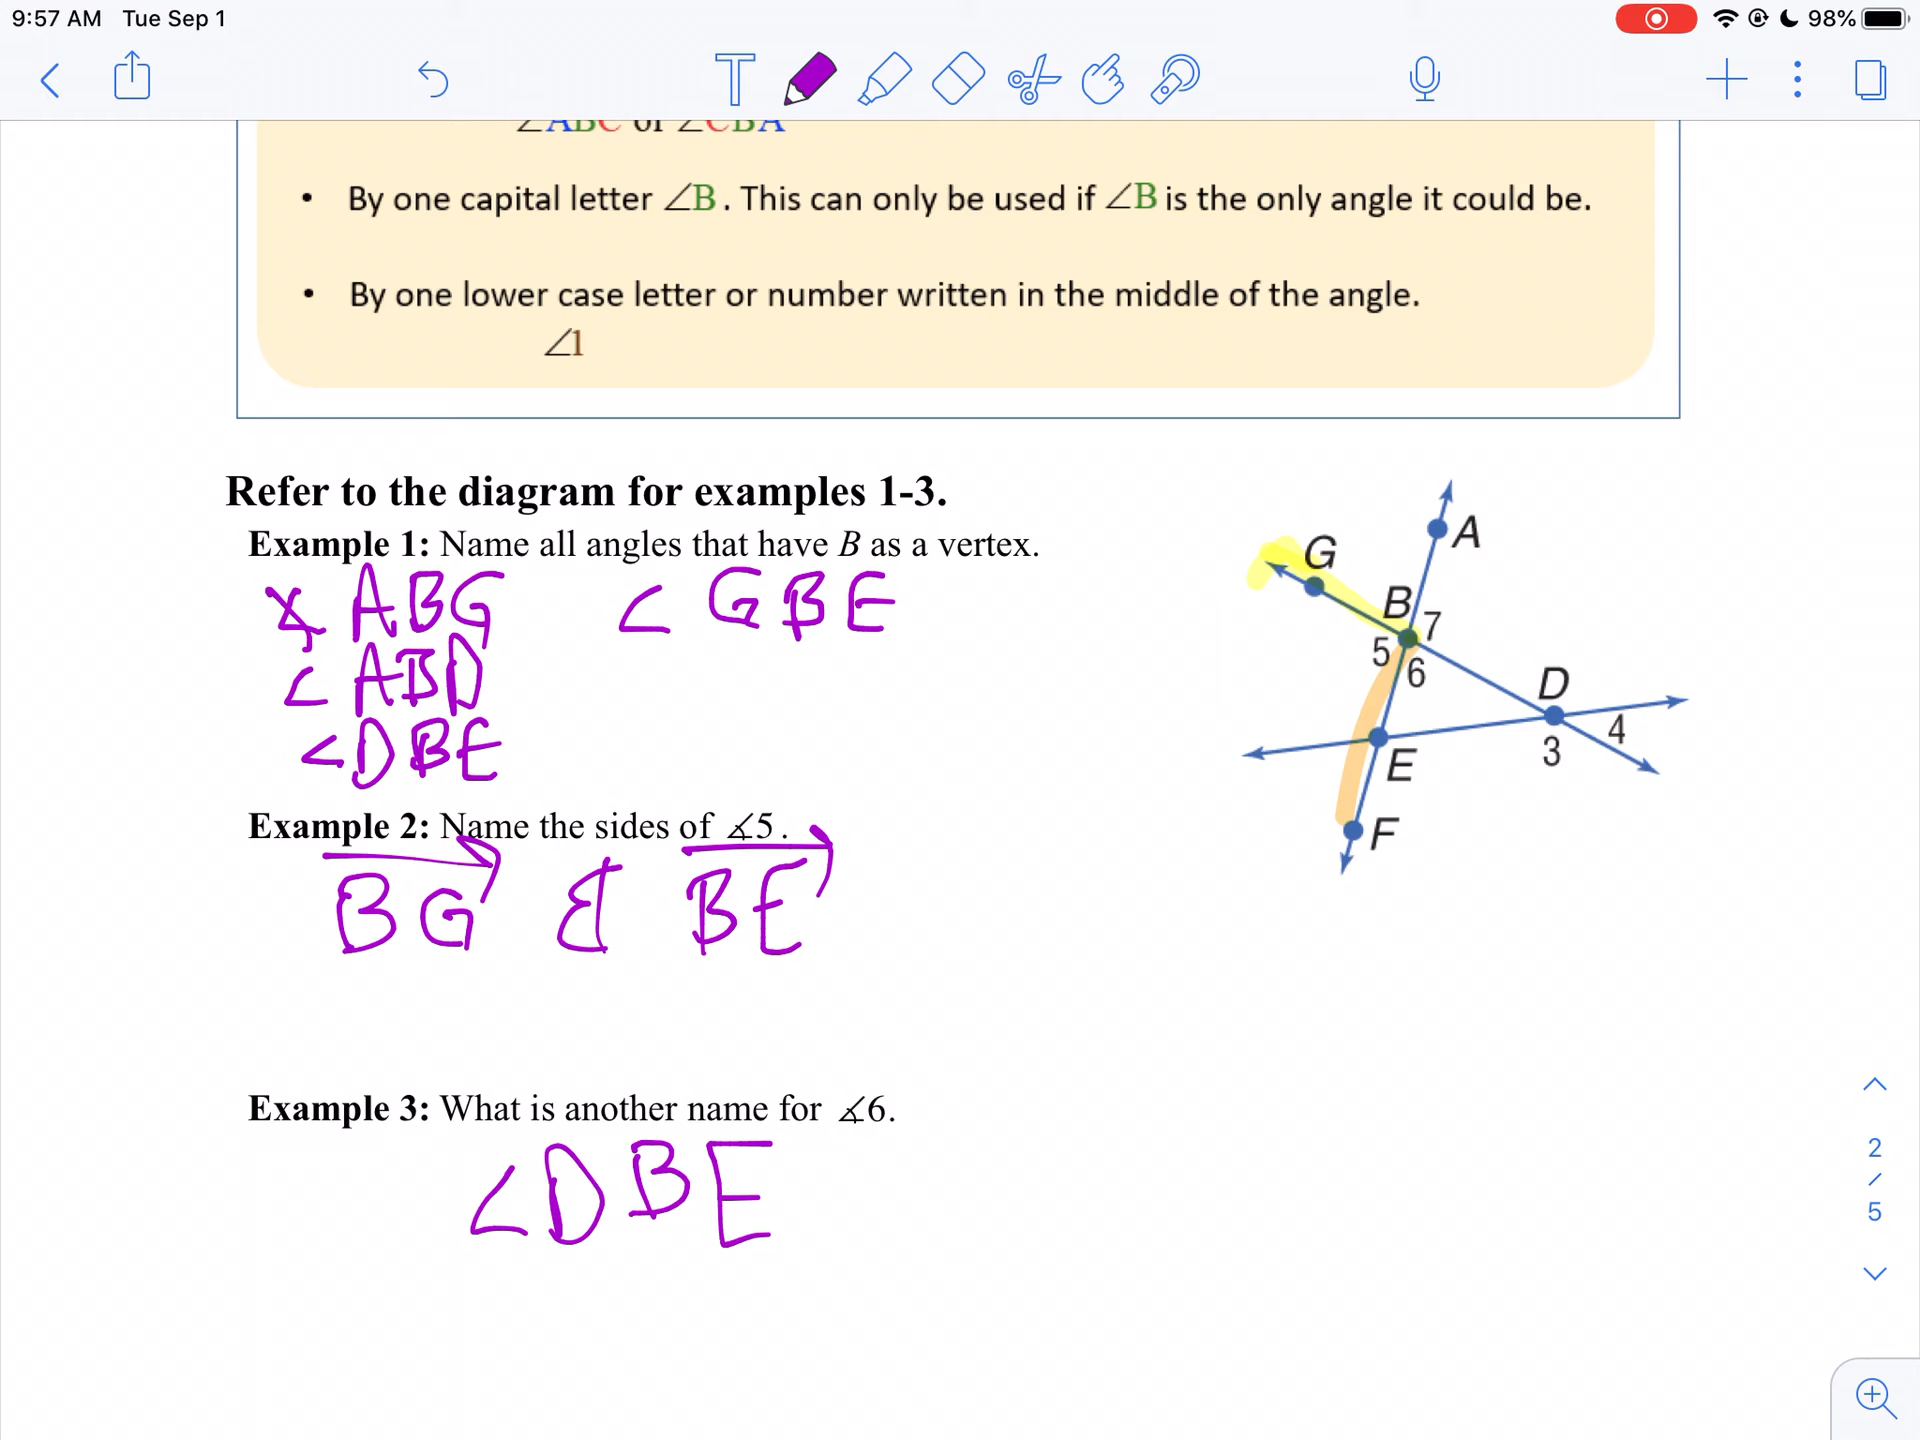 9:57 AM Tue Sep 1
98%
∠ABC or ∠CBA
• By one capital letter ∠B. This can only be used if ∠B is the only angle it could be.
• By one lower case letter or number written in the middle of the angle.
∠1
Refer to the diagram for examples 1-3.
Example 1: Name all angles that have B as a vertex.
∡ ABG ∠ GBE
∠ ABD
∠DBE
Example 2: Name the sides of ∡5.
BG & BE
Example 3: What is another name for ∡6.
∠DBE
A
G
B 7
5 6
D
4
3
E
F
2
/
5